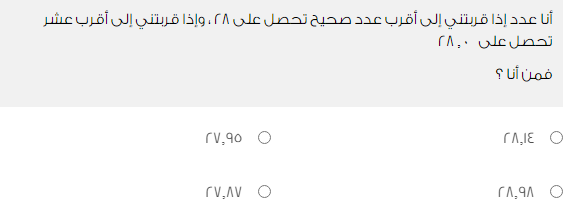 أنا عدد إذا قربتني إلى أقرب عدد صحيح تحصل على ٢٨ ، وإذا قربتني إلى أقرب عشر
تحصل على ٢٨,٠
فمن أنا ؟
٢٨,١٤
٢٧,٩٥
٢٨,٩٨
٢٧,٨٧